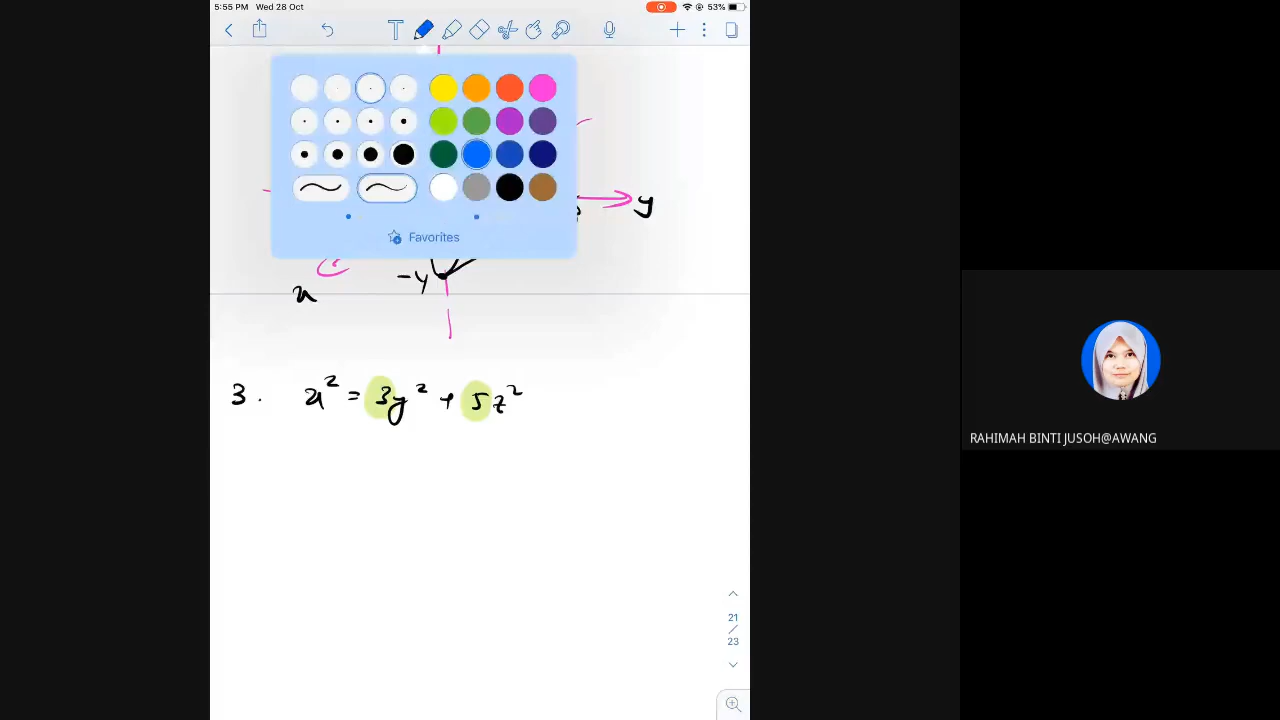 5:55 PM Wed 28 Oct 53%
T
Favorites
y
-y
x
3. x² = 3y² + 5z²
21
/
23
RAHIMAH BINTI JUSOH@AWANG